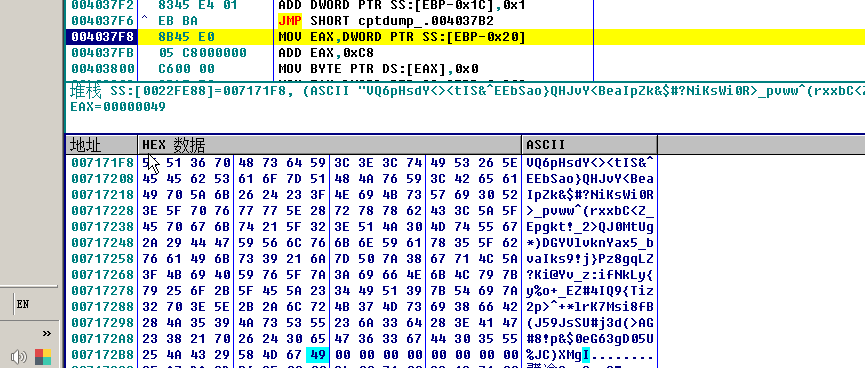 004037F2 8345 E4 01 ADD DWORD PTR SS:[EBP-0x1C],0x1
004037F6 ^ EB BA JMP SHORT cptdump_.004037B2
004037F8 8B45 E0 MOV EAX,DWORD PTR SS:[EBP-0x20]
004037FB 05 C8000000 ADD EAX,0xC8
00403800 C600 00 MOV BYTE PTR DS:[EAX],0x0
堆栈 SS:[0022FE88]=007171F8, (ASCII "VQ6pHsdY<><tIS&^EEbSao}QHJvY<BeaIpZk&$#?NiKsWi0R>_pvww^(rxxbC<Z
EAX=00000049
地址 HEX 数据 ASCII
007171F8 51 36 70 48 73 64 59 3C 3E 3C 74 49 53 26 5E VQ6pHsdY<><tIS&^
00717208 45 45 62 53 61 6F 7D 51 48 4A 76 59 3C 42 65 61 EEbSao}QHJvY<Bea
00717218 49 70 5A 6B 26 24 23 3F 4E 69 4B 73 57 69 30 52 IpZk&$#?NiKsWi0R
00717228 3E 5F 70 76 77 77 5E 28 72 78 78 62 43 3C 5A 5F >_pvww^(rxxbC<Z_
00717238 45 70 67 6B 74 21 5F 32 3E 51 4A 30 4D 74 55 67 Epgkt!_2>QJ0MtUg
00717248 2A 29 44 47 59 56 6C 76 6B 6E 59 61 78 35 5F 62 *)DGYVlvknYax5_b
00717258 76 61 49 6B 73 39 21 6A 7D 50 7A 38 67 71 4C 5A vaIks9!j}Pz8gqLZ
00717268 3F 4B 69 40 59 76 5F 7A 3A 69 66 4E 6B 4C 79 7B ?Ki@Yv_z:ifNkLy{
00717278 79 25 6F 2B 5F 45 5A 23 34 49 51 39 7B 54 69 7A y%o+_EZ#4IQ9{Tiz
00717288 32 70 3E 5E 2B 2A 6C 72 4B 37 4D 73 69 38 66 42 2p>^+*lrK7Msi8fB
00717298 28 4A 35 39 4A 73 53 55 23 6A 33 64 28 3E 41 47 (J59JsSU#j3d(>AG
007172A8 23 38 21 70 26 24 30 65 47 36 33 67 44 30 35 55 #8!p&$0eG63gD05U
007172B8 25 4A 43 29 58 4D 67 49 00 00 00 00 00 00 00 00 %JC)XMgI........
EN
»